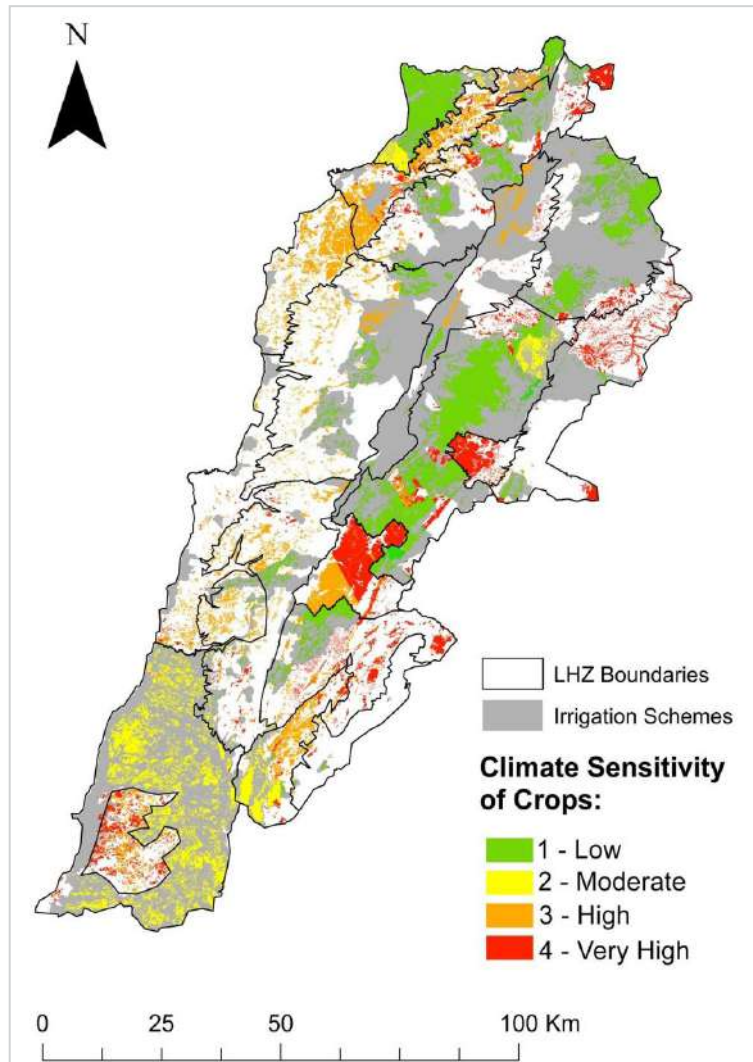 N
LHZ Boundaries
Irrigation Schemes
Climate Sensitivity
of Crops:
1 - Low
2 - Moderate
3 - High
4 - Very High
0 25 50 100 Km